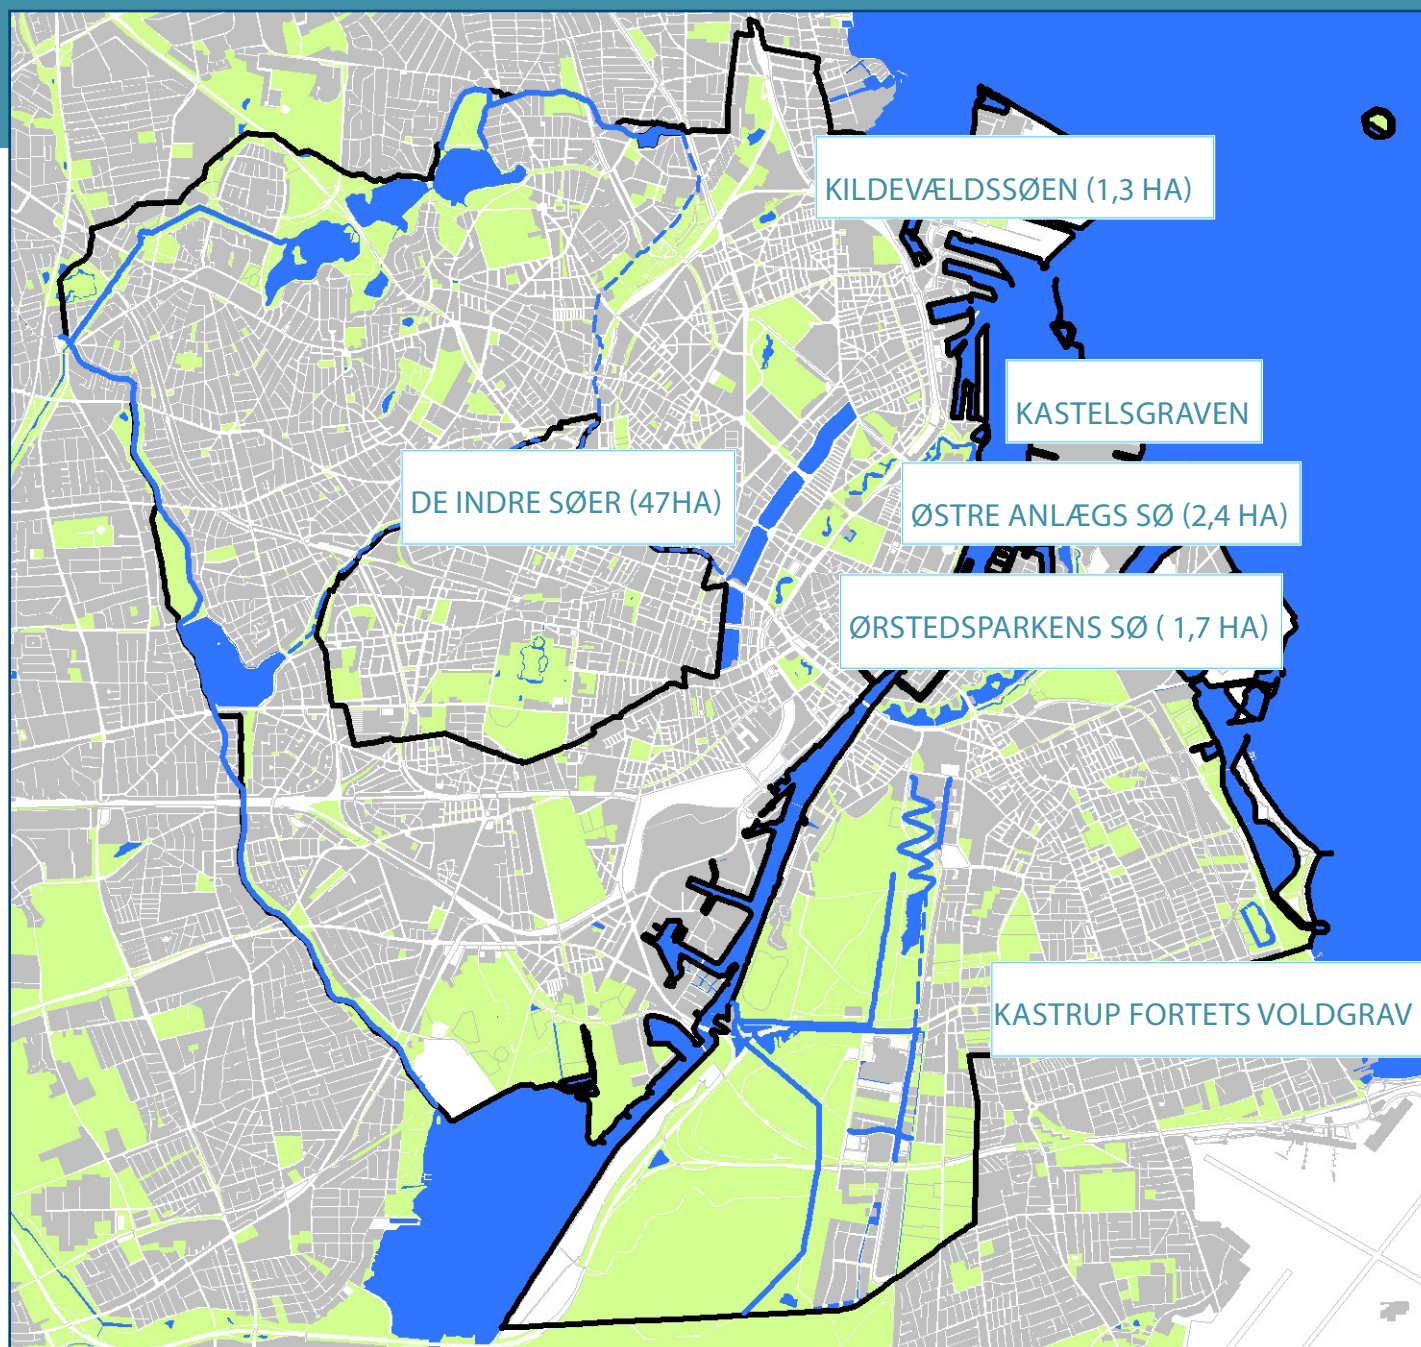 KILDEVÆLDSSØEN (1,3 HA)
KASTELSGRAVEN
DE INDRE SØER (47HA)
ØSTRE ANLÆGS SØ (2,4 HA)
ØRSTEDSPARKENS SØ ( 1,7 HA)
KASTRUP FORTETS VOLDGRAV